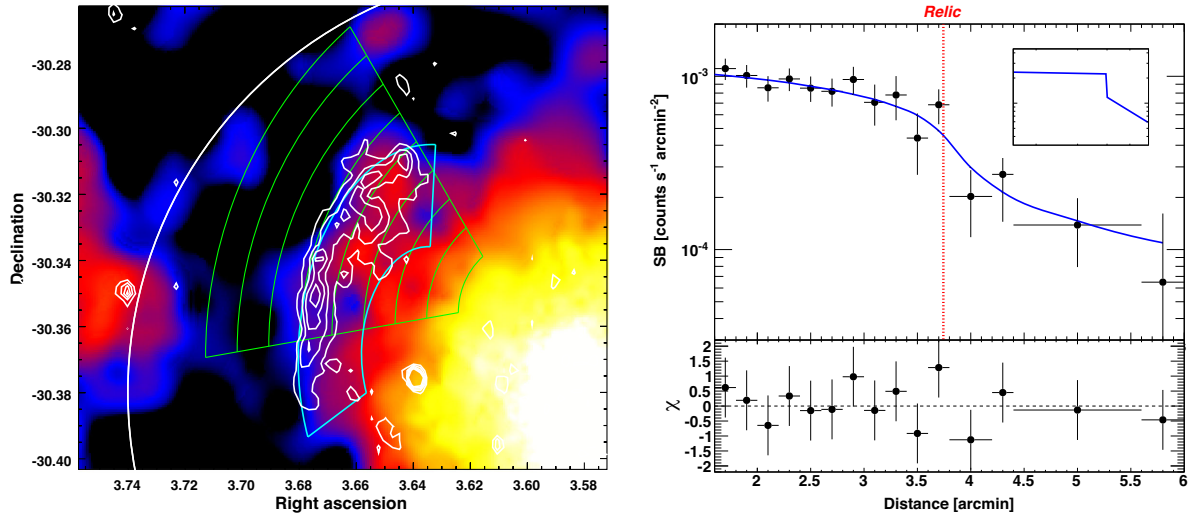 -30.28
-30.30
-30.32
-30.34
-30.36
-30.38
-30.40
Declination
3.74 3.72 3.70 3.68 3.66 3.64 3.62 3.60 3.58
Right ascension
Relic
10⁻³
10⁻⁴
SB [counts s⁻¹ arcmin⁻²]
2
1.5
1
0.5
0
-0.5
-1
-1.5
-2
χ
2 2.5 3 3.5 4 4.5 5 5.5 6
Distance [arcmin]